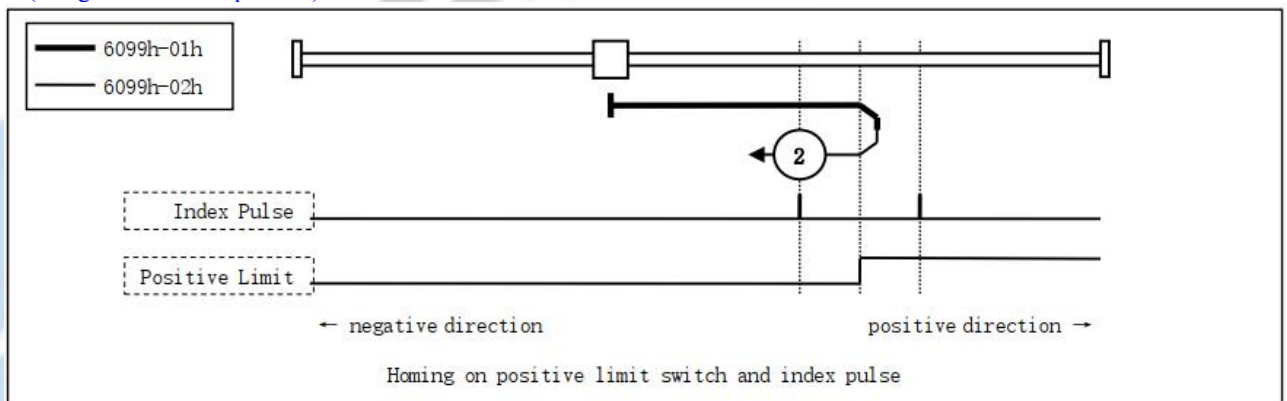 6099h-01h
6099h-02h
2
Index Pulse
Positive Limit
← negative direction
positive direction →
Homing on positive limit switch and index pulse